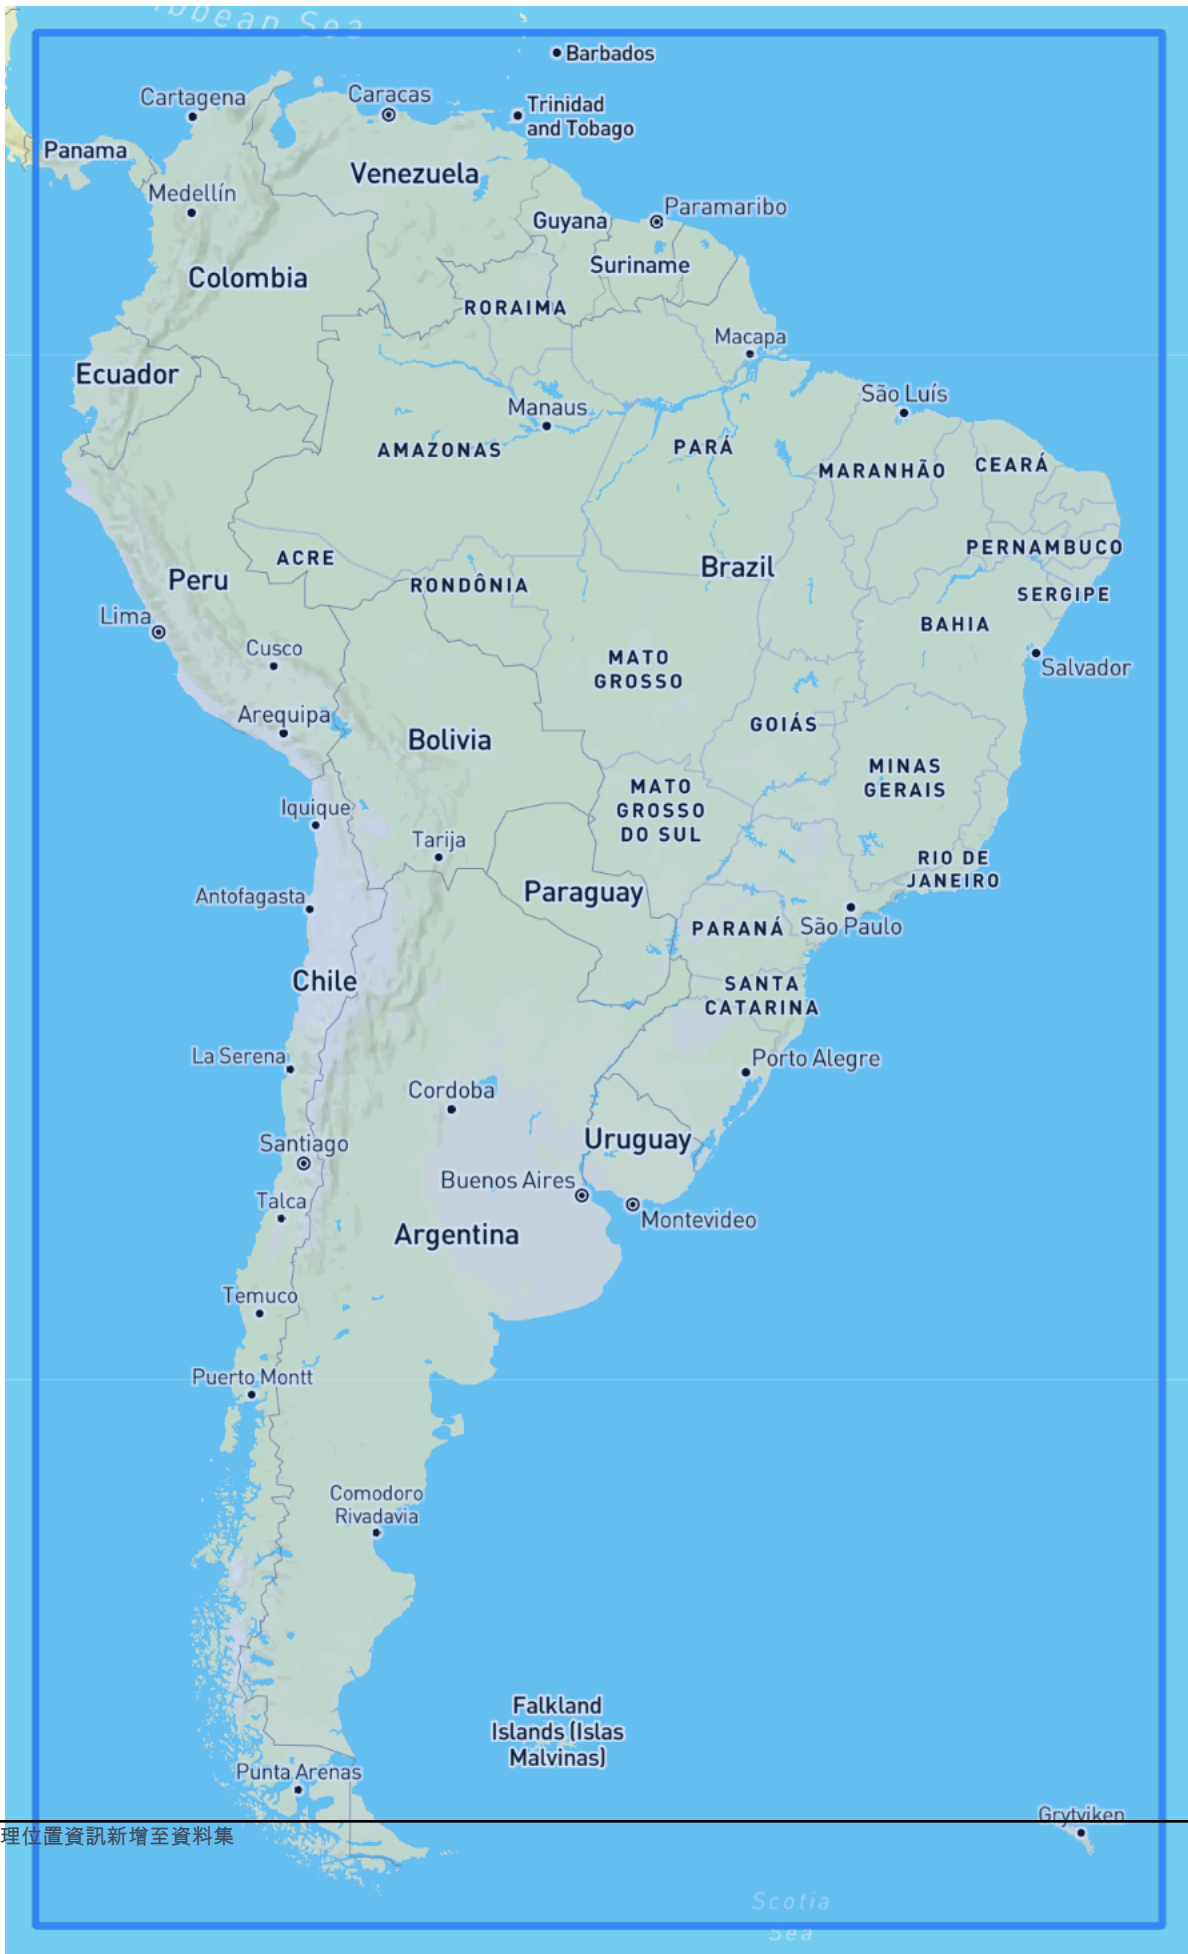 bbean Sea
Barbados
Cartagena
Caracas
Trinidad
and Tobago
Panama
Venezuela
Medellín
Paramaribo
Guyana
Suriname
Colombia
RORAIMA
Macapa
Ecuador
São Luís
Manaus
AMAZONAS
PARÁ
MARANHÃO
CEARÁ
PERNAMBUCO
ACRE
Brazil
Peru
RONDÔNIA
SERGIPE
Lima
BAHIA
Cusco
MATO
GROSSO
Salvador
Arequipa
GOIÁS
Bolivia
MINAS
GERAIS
MATO
GROSSO
DO SUL
Iquique
Tarija
RIO DE
JANEIRO
Antofagasta
Paraguay
PARANÁ
São Paulo
Chile
SANTA
CATARINA
La Serena
Porto Alegre
Cordoba
Santiago
Uruguay
Buenos Aires
Talca
Montevideo
Argentina
Temuco
Puerto Montt
Comodoro
Rivadavia
Falkland
Islands (Islas
Malvinas)
Punta Arenas
Grytviken
理位置資訊新增至資料集
Scotia
Sea